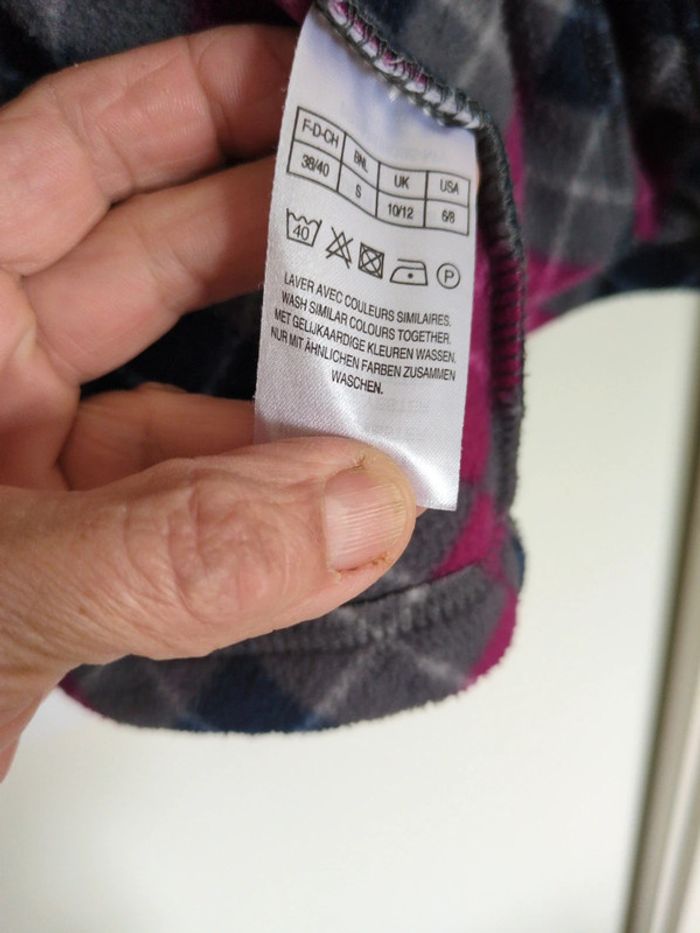 F-D-CH BNL UK USA
38/40 S 10/12 6/8
40 P
LAVER AVEC COULEURS SIMILAIRES.
WASH SIMILAR COLOURS TOGETHER.
MET GELIJKAARDIGE KLEUREN WASSEN.
NUR MIT ÄHNLICHEN FARBEN ZUSAMMEN
WASCHEN.